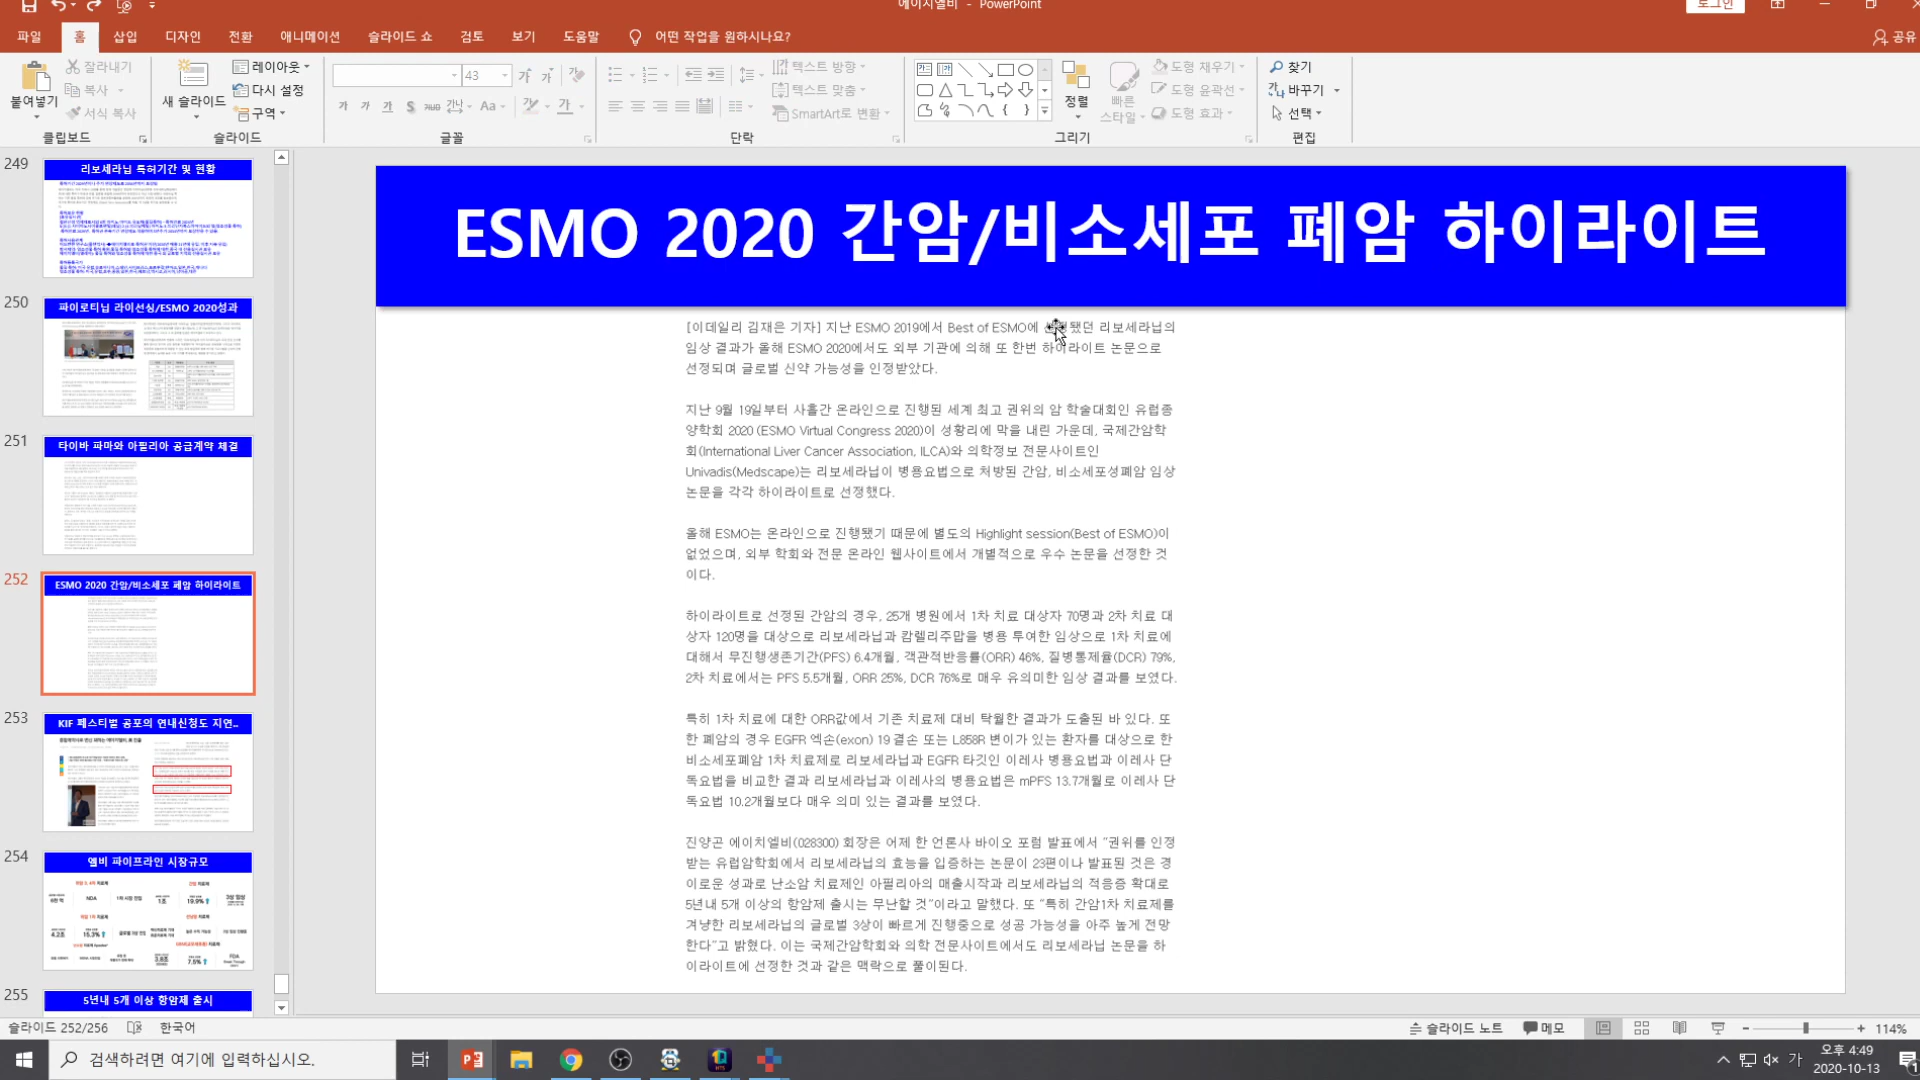 에이치엘비 - PowerPoint
로그인
파일
홈
삽입
디자인
전환
애니메이션
슬라이드 쇼
검토
보기
도움말
어떤 작업을 원하시나요?
공유
붙여넣기
잘라내기
복사
서식 복사
클립보드
새 슬라이드
레이아웃
다시 설정
구역
슬라이드
43
가 가 가 S
Aa
가
글꼴
텍스트 방향
텍스트 맞춤
SmartArt로 변환
단락
정렬
빠른
스타일
도형 채우기
도형 윤곽선
도형 효과
그리기
찾기
바꾸기
선택
편집
249
리보세라닙 특허기간 및 현황
250
파이로티닙 라이선싱/ESMO 2020성과
251
타이바 파마와 아필리아 공급계약 체결
252
ESMO 2020 간암/비소세포 폐암 하이라이트
253
KIF 페스티벌 공포의 연내신청도 지연..
254
엘비 파이프라인 시장규모
NDA
1조
19.9%
3상 임상
4.2조
15.3%
3.8조
7.5%
FDA
255
5년내 5개 이상 항암제 출시
ESMO 2020 간암/비소세포 폐암 하이라이트
[이데일리 김재은 기자] 지난 ESMO 2019에서 Best of ESMO에 선정됐던 리보세라닙의
임상 결과가 올해 ESMO 2020에서도 외부 기관에 의해 또 한번 하이라이트 논문으로
선정되며 글로벌 신약 가능성을 인정받았다.
지난 9월 19일부터 사흘간 온라인으로 진행된 세계 최고 권위의 암 학술대회인 유럽종
양학회 2020 (ESMO Virtual Congress 2020)이 성황리에 막을 내린 가운데, 국제간암학
회(International Liver Cancer Association, ILCA)와 의학정보 전문사이트인
Univadis(Medscape)는 리보세라닙이 병용요법으로 처방된 간암, 비소세포성폐암 임상
논문을 각각 하이라이트로 선정했다.
올해 ESMO는 온라인으로 진행됐기 때문에 별도의 Highlight session(Best of ESMO)이
없었으며, 외부 학회와 전문 온라인 웹사이트에서 개별적으로 우수 논문을 선정한 것
이다.
하이라이트로 선정된 간암의 경우, 25개 병원에서 1차 치료 대상자 70명과 2차 치료 대
상자 120명을 대상으로 리보세라닙과 캄렐리주맙을 병용 투여한 임상으로 1차 치료에
대해서 무진행생존기간(PFS) 6.4개월, 객관적반응률(ORR) 46%, 질병통제율(DCR) 79%,
2차 치료에서는 PFS 5.5개월, ORR 25%, DCR 76%로 매우 유의미한 임상 결과를 보였다.
특히 1차 치료에 대한 ORR값에서 기존 치료제 대비 탁월한 결과가 도출된 바 있다. 또
한 폐암의 경우 EGFR 엑손(exon) 19 결손 또는 L858R 변이가 있는 환자를 대상으로 한
비소세포폐암 1차 치료제로 리보세라닙과 EGFR 타깃인 이레사 병용요법과 이레사 단
독요법을 비교한 결과 리보세라닙과 이레사의 병용요법은 mPFS 13.7개월로 이레사 단
독요법 10.2개월보다 매우 의미 있는 결과를 보였다.
진양곤 에이치엘비(028300) 회장은 어제 한 언론사 바이오 포럼 발표에서 "권위를 인정
받는 유럽암학회에서 리보세라닙의 효능을 입증하는 논문이 23편이나 발표된 것은 경
이로운 성과로 난소암 치료제인 아필리아의 매출시작과 리보세라닙의 적응증 확대로
5년내 5개 이상의 항암제 출시는 무난할 것"이라고 말했다. 또 "특히 간암1차 치료제를
겨냥한 리보세라닙의 글로벌 3상이 빠르게 진행중으로 성공 가능성을 아주 높게 전망
한다"고 밝혔다. 이는 국제간암학회와 의학 전문사이트에서도 리보세라닙 논문을 하
이라이트에 선정한 것과 같은 맥락으로 풀이된다.
슬라이드 252/256
한국어
슬라이드 노트
메모
114%
검색하려면 여기에 입력하십시오.
가
오후 4:49
2020-10-13
1